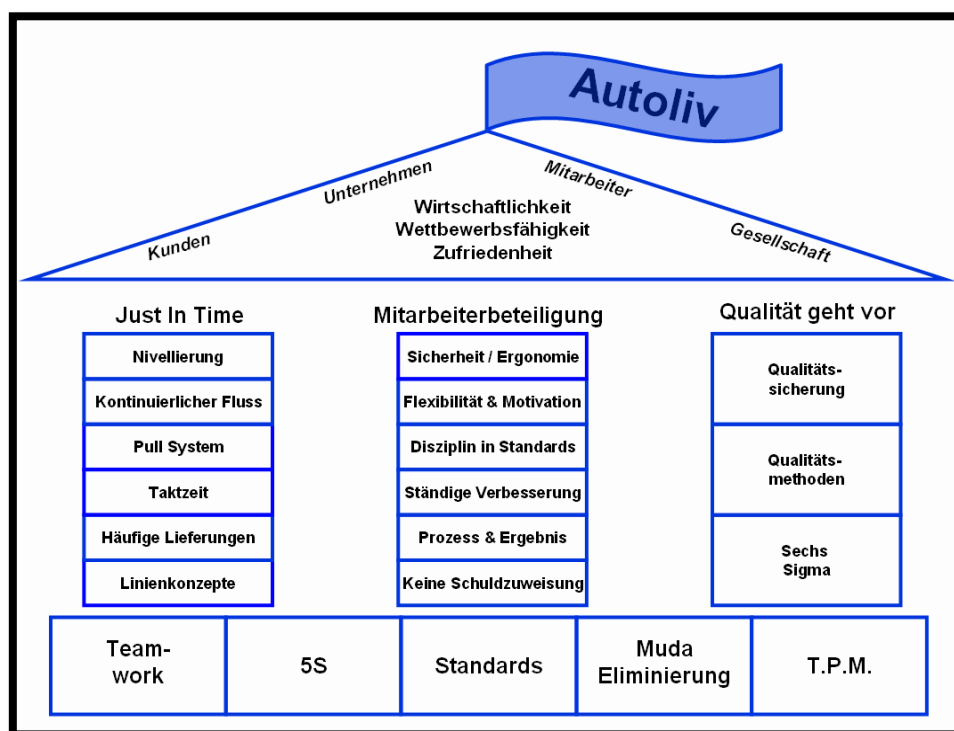 Autoliv
Unternehmen
Mitarbeiter
Kunden
Gesellschaft
Wirtschaftlichkeit
Wettbewerbsfähigkeit
Zufriedenheit
Just In Time
Nivellierung
Kontinuierlicher Fluss
Pull System
Taktzeit
Häufige Lieferungen
Linienkonzepte
Mitarbeiterbeteiligung
Sicherheit / Ergonomie
Flexibilität & Motivation
Disziplin in Standards
Ständige Verbesserung
Prozess & Ergebnis
Keine Schuldzuweisung
Qualität geht vor
Qualitäts-
sicherung
Qualitäts-
methoden
Sechs
Sigma
Team-
work
5S
Standards
Muda
Eliminierung
T.P.M.